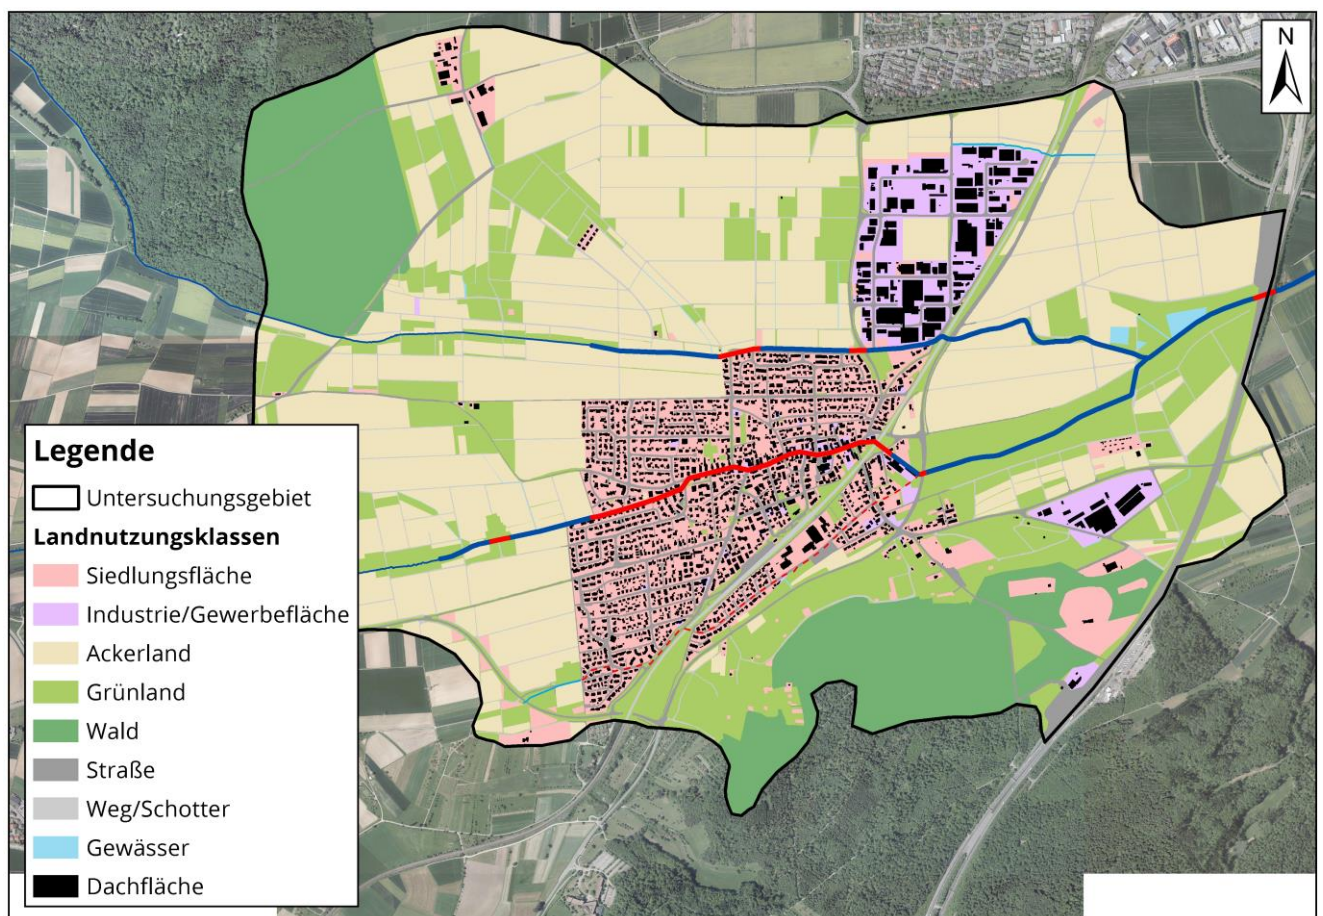 N
Legende
Untersuchungsgebiet
Landnutzungsklassen
Siedlungsfläche
Industrie/Gewerbefläche
Ackerland
Grünland
Wald
Straße
Weg/Schotter
Gewässer
Dachfläche